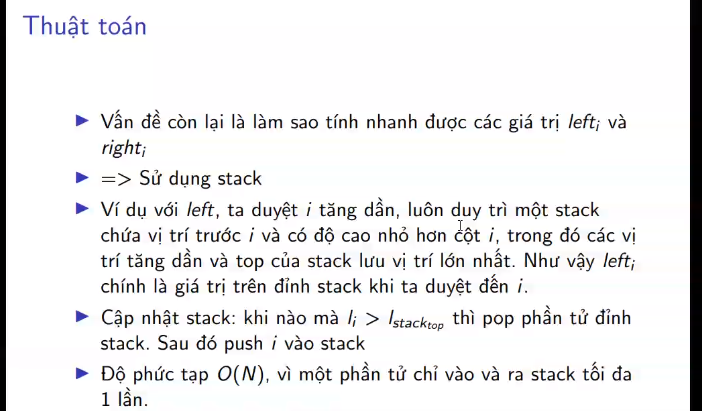 Thuật toán
▶ Vấn đề còn lại là làm sao tính nhanh được các giá trị left_i và
right_i
▶ => Sử dụng stack
▶ Ví dụ với left, ta duyệt i tăng dần, luôn duy trì một stack
chứa vị trí trước i và có độ cao nhỏ hơn cột i, trong đó các vị
trí tăng dần và top của stack lưu vị trí lớn nhất. Như vậy left_i
chính là giá trị trên đỉnh stack khi ta duyệt đến i.
▶ Cập nhật stack: khi nào mà l_i > l_{stack_{top}} thì pop phần tử đỉnh
stack. Sau đó push i vào stack
▶ Độ phức tạp O(N), vì một phần tử chỉ vào và ra stack tối đa
1 lần.